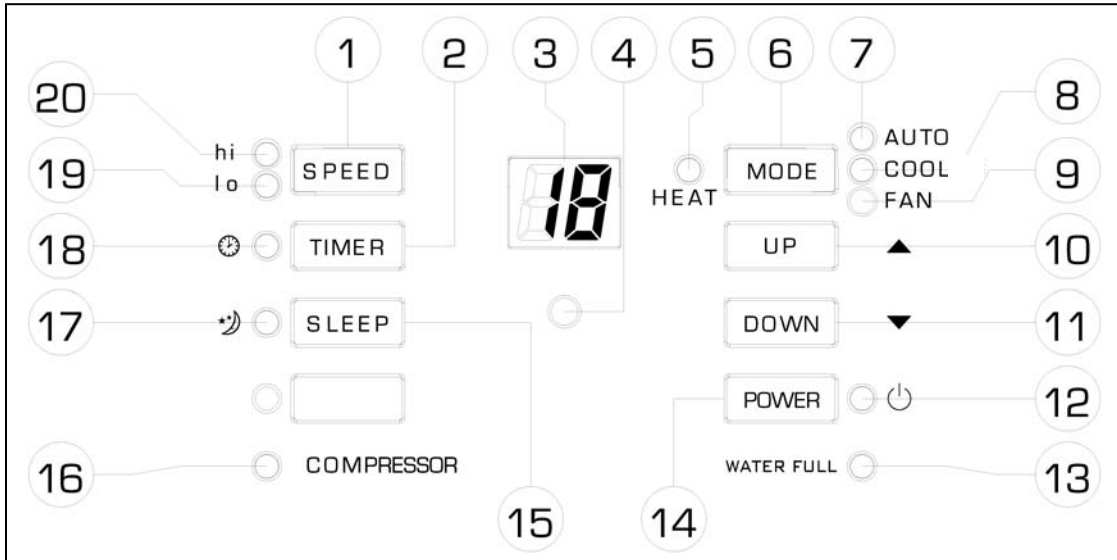 1 2 3 4 5 6 7
20 8
hi AUTO
SPEED 18 MODE COOL
19 lo HEAT FAN 9
18 TIMER UP 10
17 SLEEP DOWN 11
POWER 12
16 COMPRESSOR WATER FULL 13
15 14